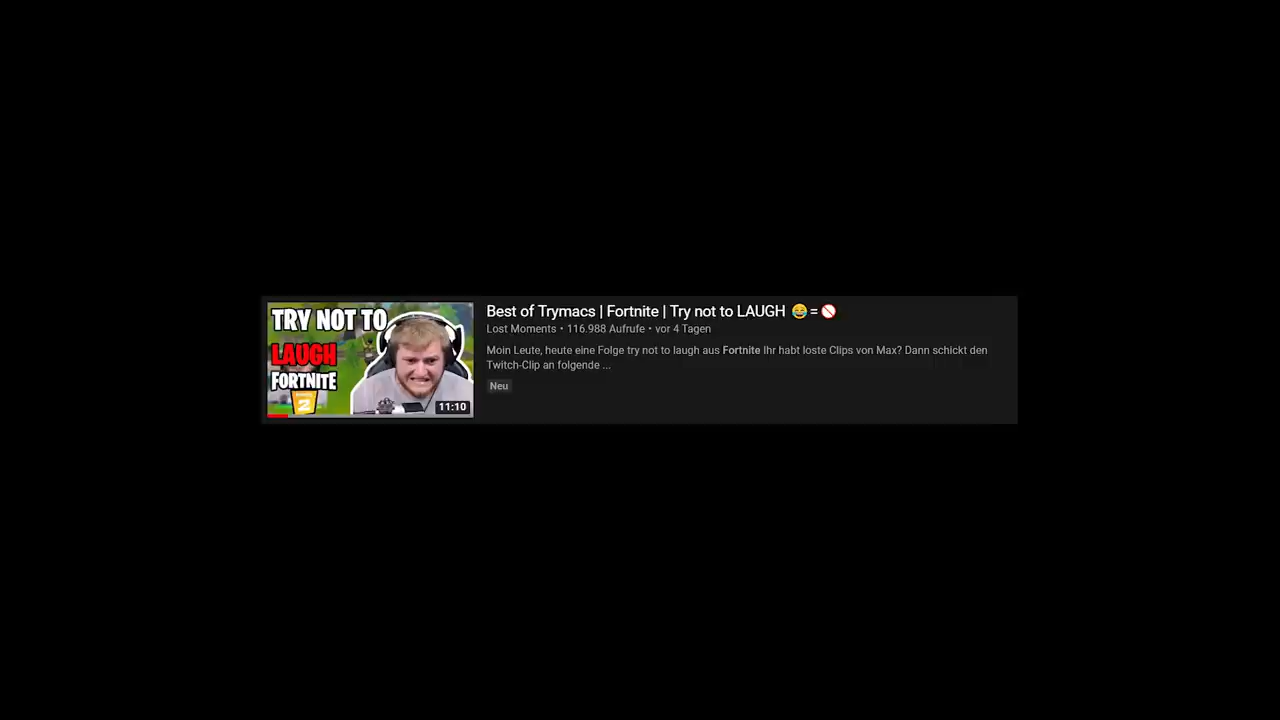 TRY NOT TO
LAUGH
FORTNITE
2
11:10
Best of Trymacs | Fortnite | Try not to LAUGH 😂=🚫
Lost Moments • 116.988 Aufrufe • vor 4 Tagen
Moin Leute, heute eine Folge try not to laugh aus Fortnite Ihr habt loste Clips von Max? Dann schickt den
Twitch-Clip an folgende ...
Neu